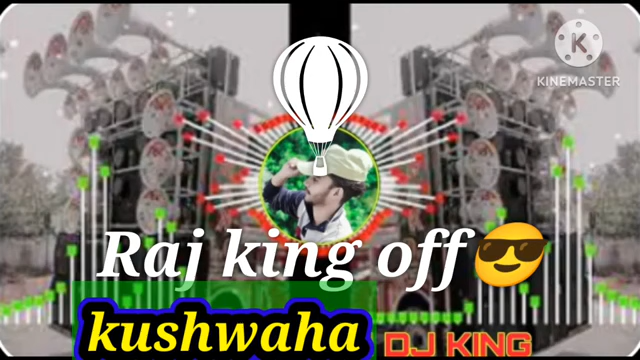 K
KINEMASTER
Raj king off😎
kushwaha
DJ KING